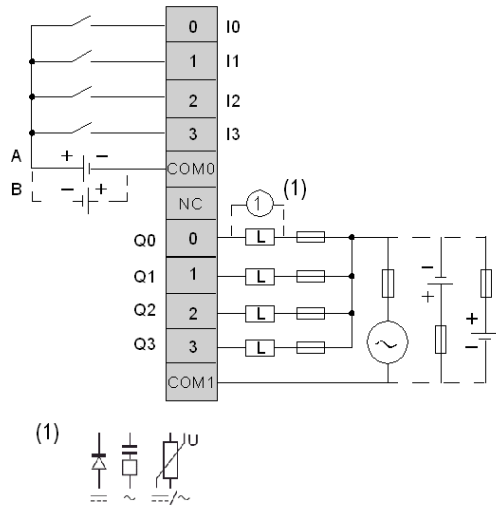 0 I0
1 I1
2 I2
3 I3
A + − COM0
B − +
NC
1 (1)
Q0 0 L
Q1 1 L
Q2 2 L
Q3 3 L
− +
+ −
COM1
(1)
U